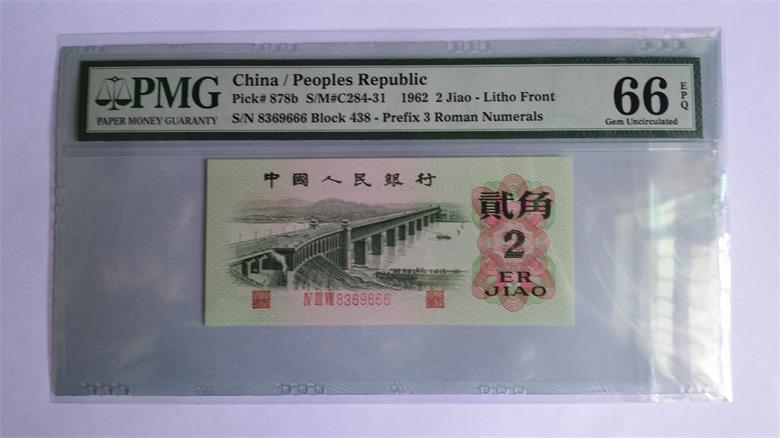 PMG
PAPER MONEY GUARANTY
China / Peoples Republic
Pick# 878b S/M#C284-31 1962 2 Jiao - Litho Front
S/N 8369666 Block 438 - Prefix 3 Roman Numerals
66 EPQ
Gem Uncirculated
中國人民銀行
貳角
2
ER
JIAO
Ⅳ Ⅲ Ⅷ 8369666